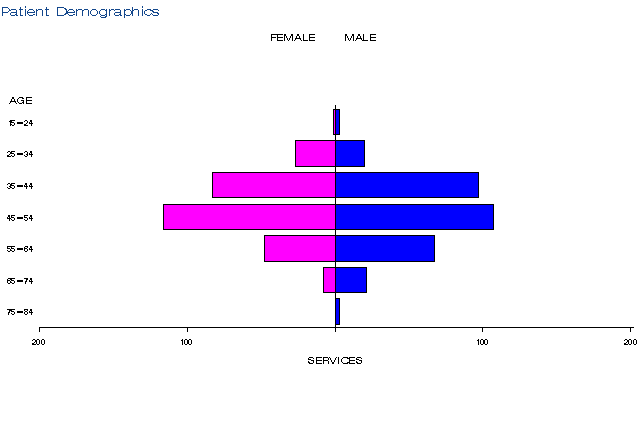 Patient Demographics
FEMALE MALE
AGE
15-24
25-34
35-44
45-54
55-64
65-74
75-84
200 100 100 200
SERVICES